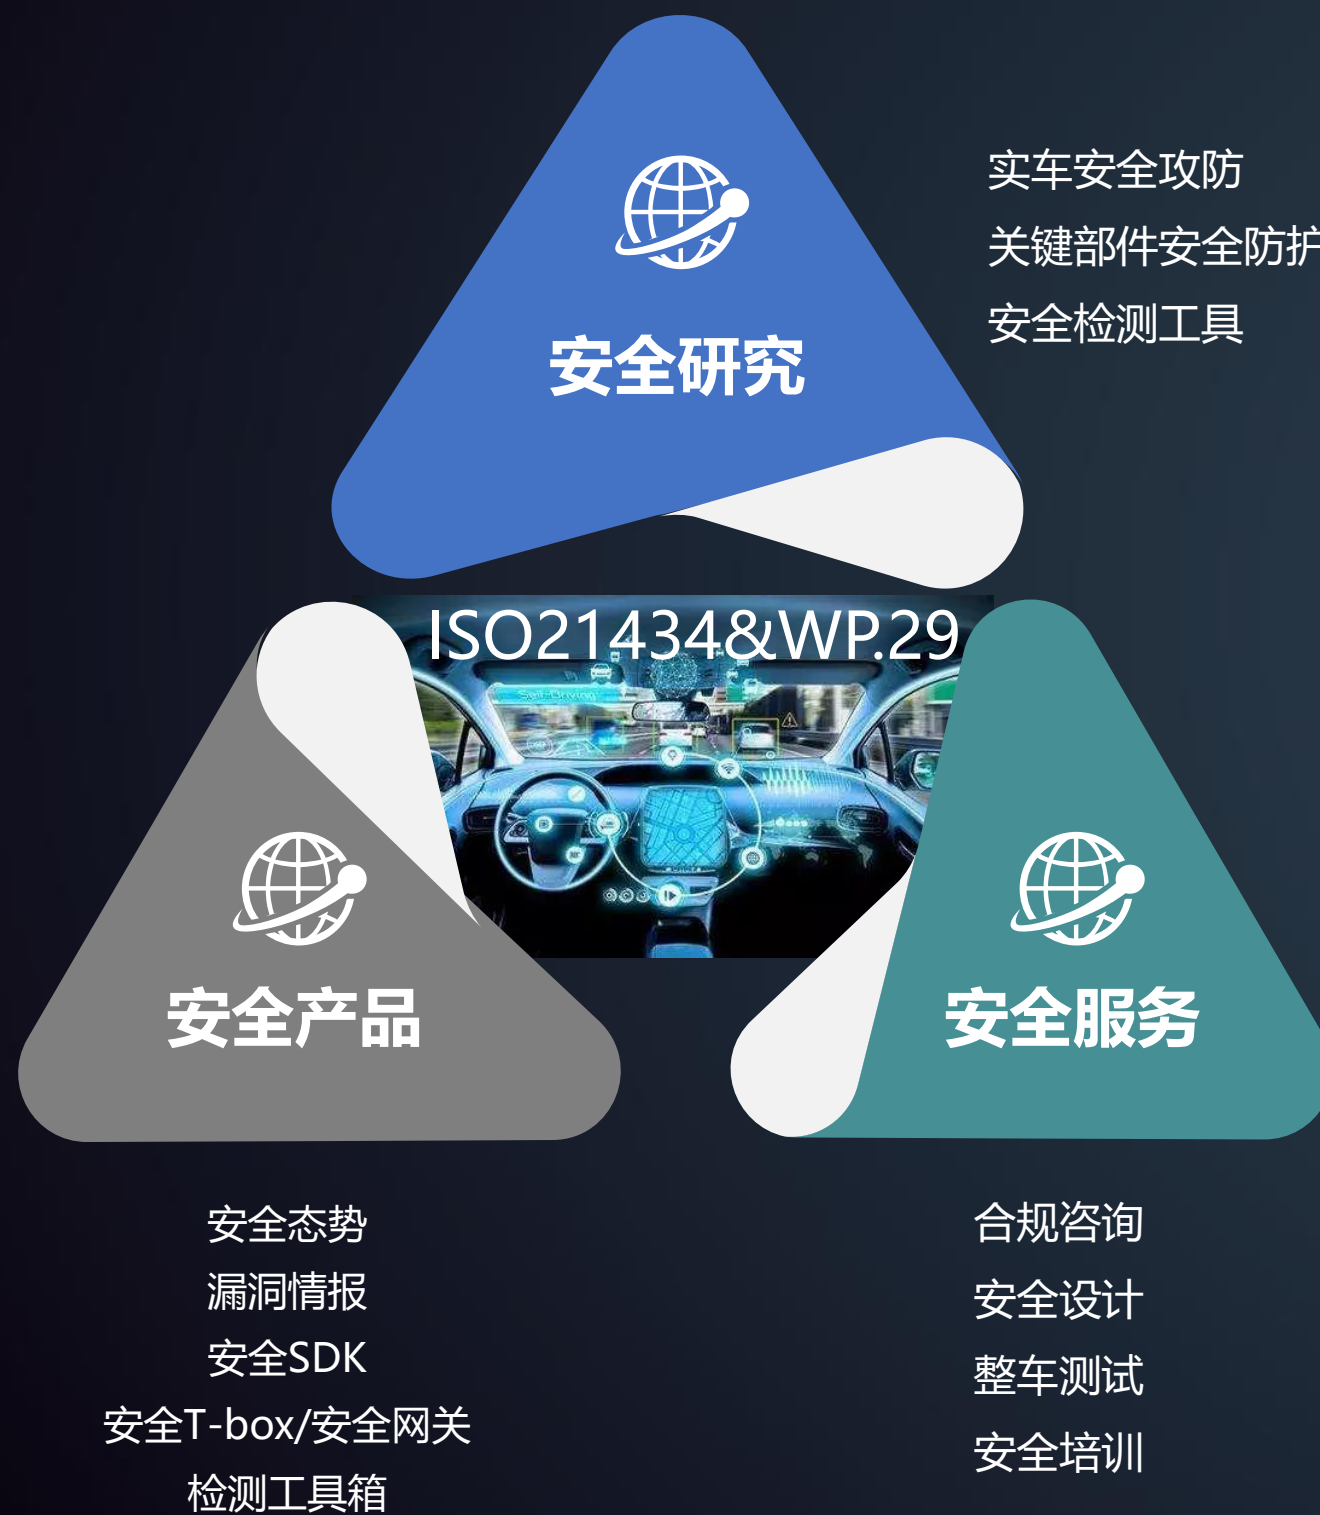 实车安全攻防
关键部件安全防护
安全检测工具
安全研究
ISO21434&WP.29
Self-Driving
安全产品
安全服务
安全态势
漏洞情报
安全SDK
安全T-box/安全网关
检测工具箱
合规咨询
安全设计
整车测试
安全培训